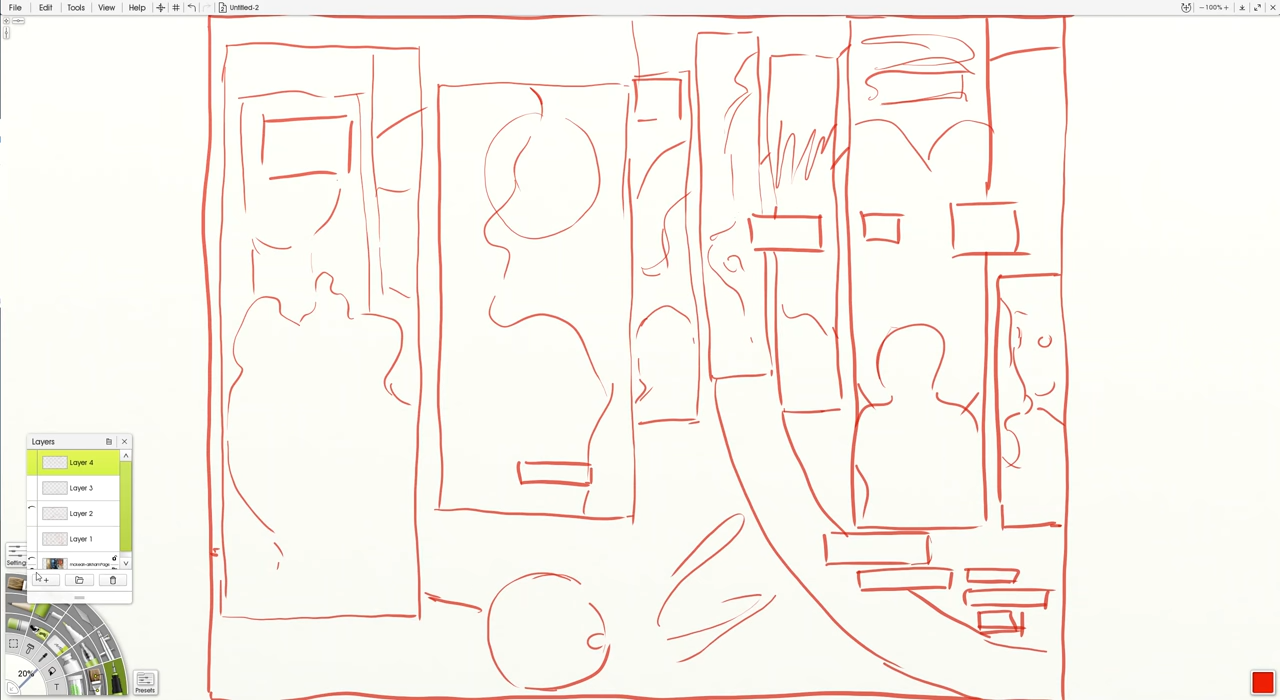 File Edit Tools View Help Untitled-2 − 100% +
Layers
Layer 4
Layer 3
Layer 2
Layer 1
Setting
20%
T
Presets